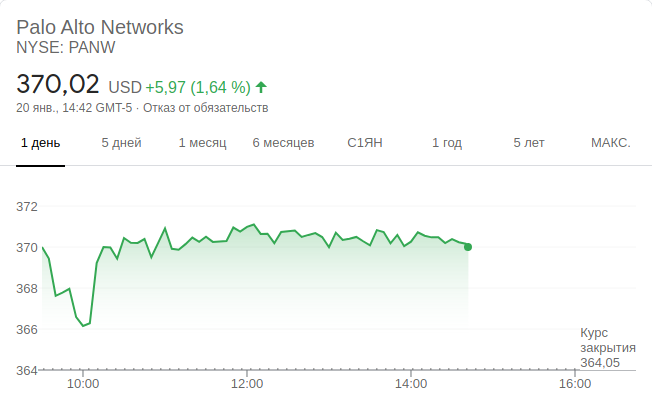 Palo Alto Networks
NYSE: PANW
370,02 USD +5,97 (1,64 %) ↑
20 янв., 14:42 GMT-5 · Отказ от обязательств
1 день 5 дней 1 месяц 6 месяцев С1ЯН 1 год 5 лет МАКС.
372
370
368
366
Курс
закрытия
364,05
364
10:00 12:00 14:00 16:00